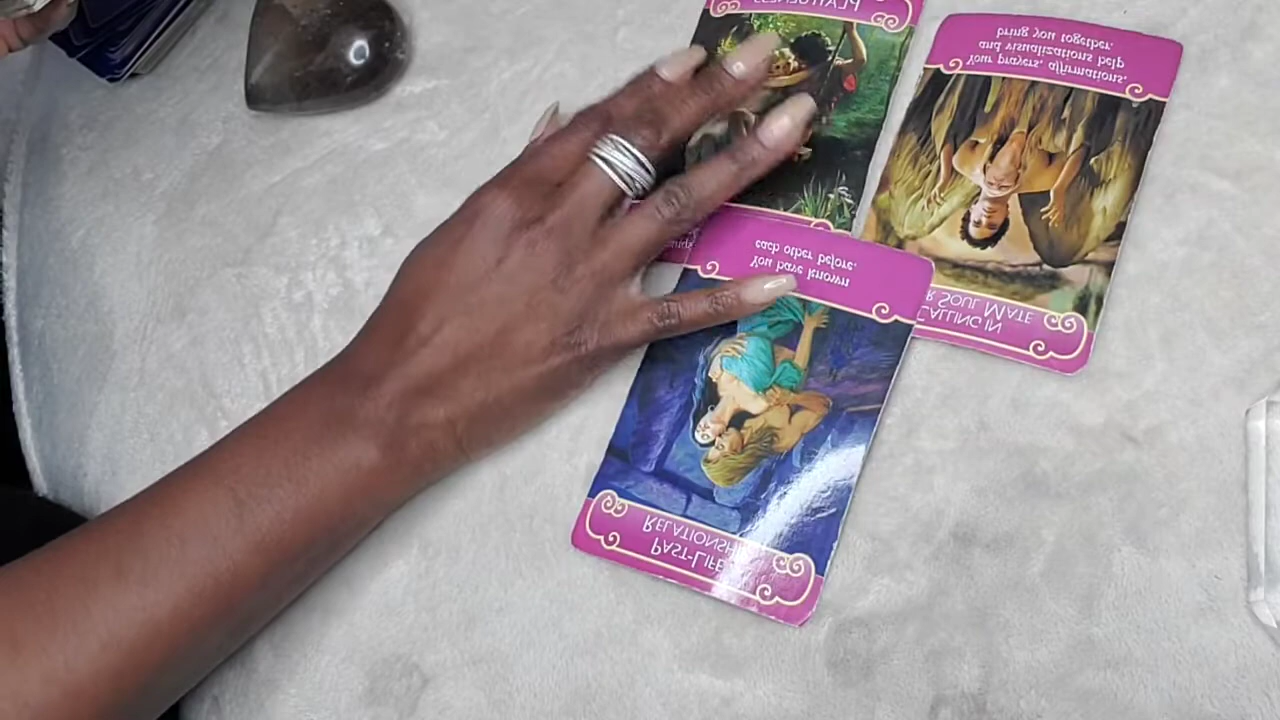 PAST-LIFE
RELATIONSH
You have known
each other before.
CALLING IN
R SOUL MATE
Your prayers, affirmations,
and visualizations help
bring you together.
PLAYFULNESS